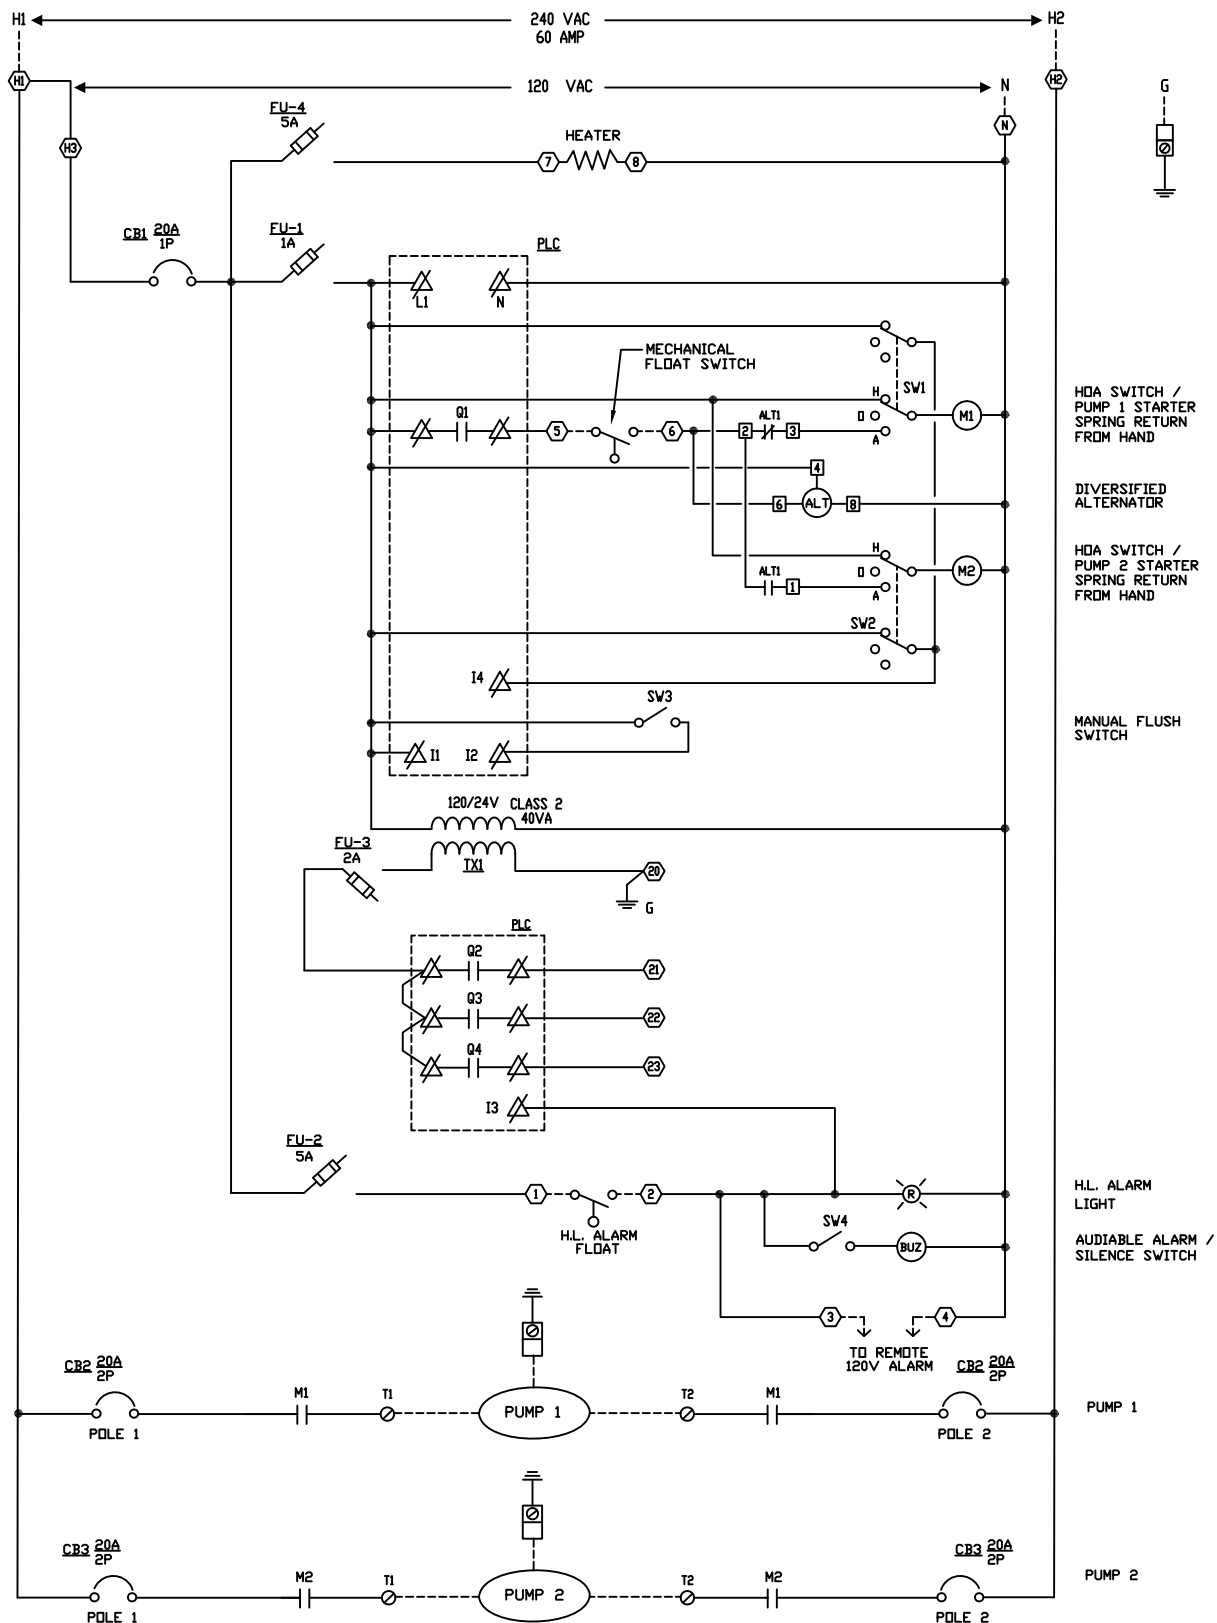 H1
240 VAC
60 AMP
H2
H1
120 VAC
N
H2
G
FU-4
5A
N
HEATER
H3
7
8
CB1 20A
1P
FU-1
1A
PLC
L1
N
MECHANICAL
FLOAT SWITCH
SW1
H
O
A
M1
HOA SWITCH /
PUMP 1 STARTER
SPRING RETURN
FROM HAND
Q1
5
6
2
ALT1
3
4
6
ALT
8
DIVERSIFIED
ALTERNATOR
H
O
A
M2
HOA SWITCH /
PUMP 2 STARTER
SPRING RETURN
FROM HAND
ALT1
1
SW2
I4
SW3
MANUAL FLUSH
SWITCH
I1
I2
120/24V CLASS 2
40VA
FU-3
2A
TX1
20
G
PLC
Q2
21
Q3
22
Q4
23
I3
FU-2
5A
1
2
R
H.L. ALARM
LIGHT
H.L. ALARM
FLOAT
SW4
BUZ
AUDIABLE ALARM /
SILENCE SWITCH
3
4
TO REMOTE
120V ALARM
CB2 20A
2P
POLE 1
M1
T1
PUMP 1
T2
M1
CB2 20A
2P
POLE 2
PUMP 1
CB3 20A
2P
POLE 1
M2
T1
PUMP 2
T2
M2
CB3 20A
2P
POLE 2
PUMP 2